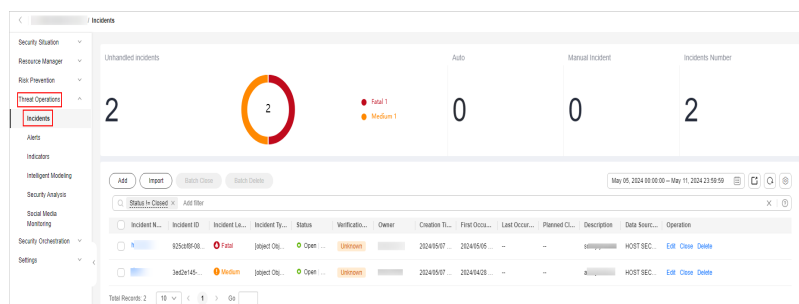 / Incidents
Security Situation
Resource Manager
Risk Prevention
Threat Operations
Incidents
Alerts
Indicators
Intelligent Modeling
Security Analysis
Social Media
Monitoring
Security Orchestration
Settings
Unhandled incidents Auto Manual Incident Incidents Number
2 2 Fatal 1 0 0 2
Medium 1
Add Import Batch Close Batch Delete May 05, 2024 00:00:00 – May 11, 2024 23:59:59
Status != Closed × Add filter
Incident N... Incident ID Incident Le... Incident Ty... Status Verificatio... Owner Creation Ti... First Occu... Last Occur... Planned Cl... Description Data Sourc... Operation
925cbf8f-08... Fatal [object Obj... Open Unknown 2024/05/07 ... 2024/05/05 ... -- -- HOST SEC... Edit Close Delete
3ed2e145-... Medium [object Obj... Open Unknown 2024/05/07 ... 2024/04/28 ... -- -- HOST SEC... Edit Close Delete
Total Records: 2 10 < 1 > Go